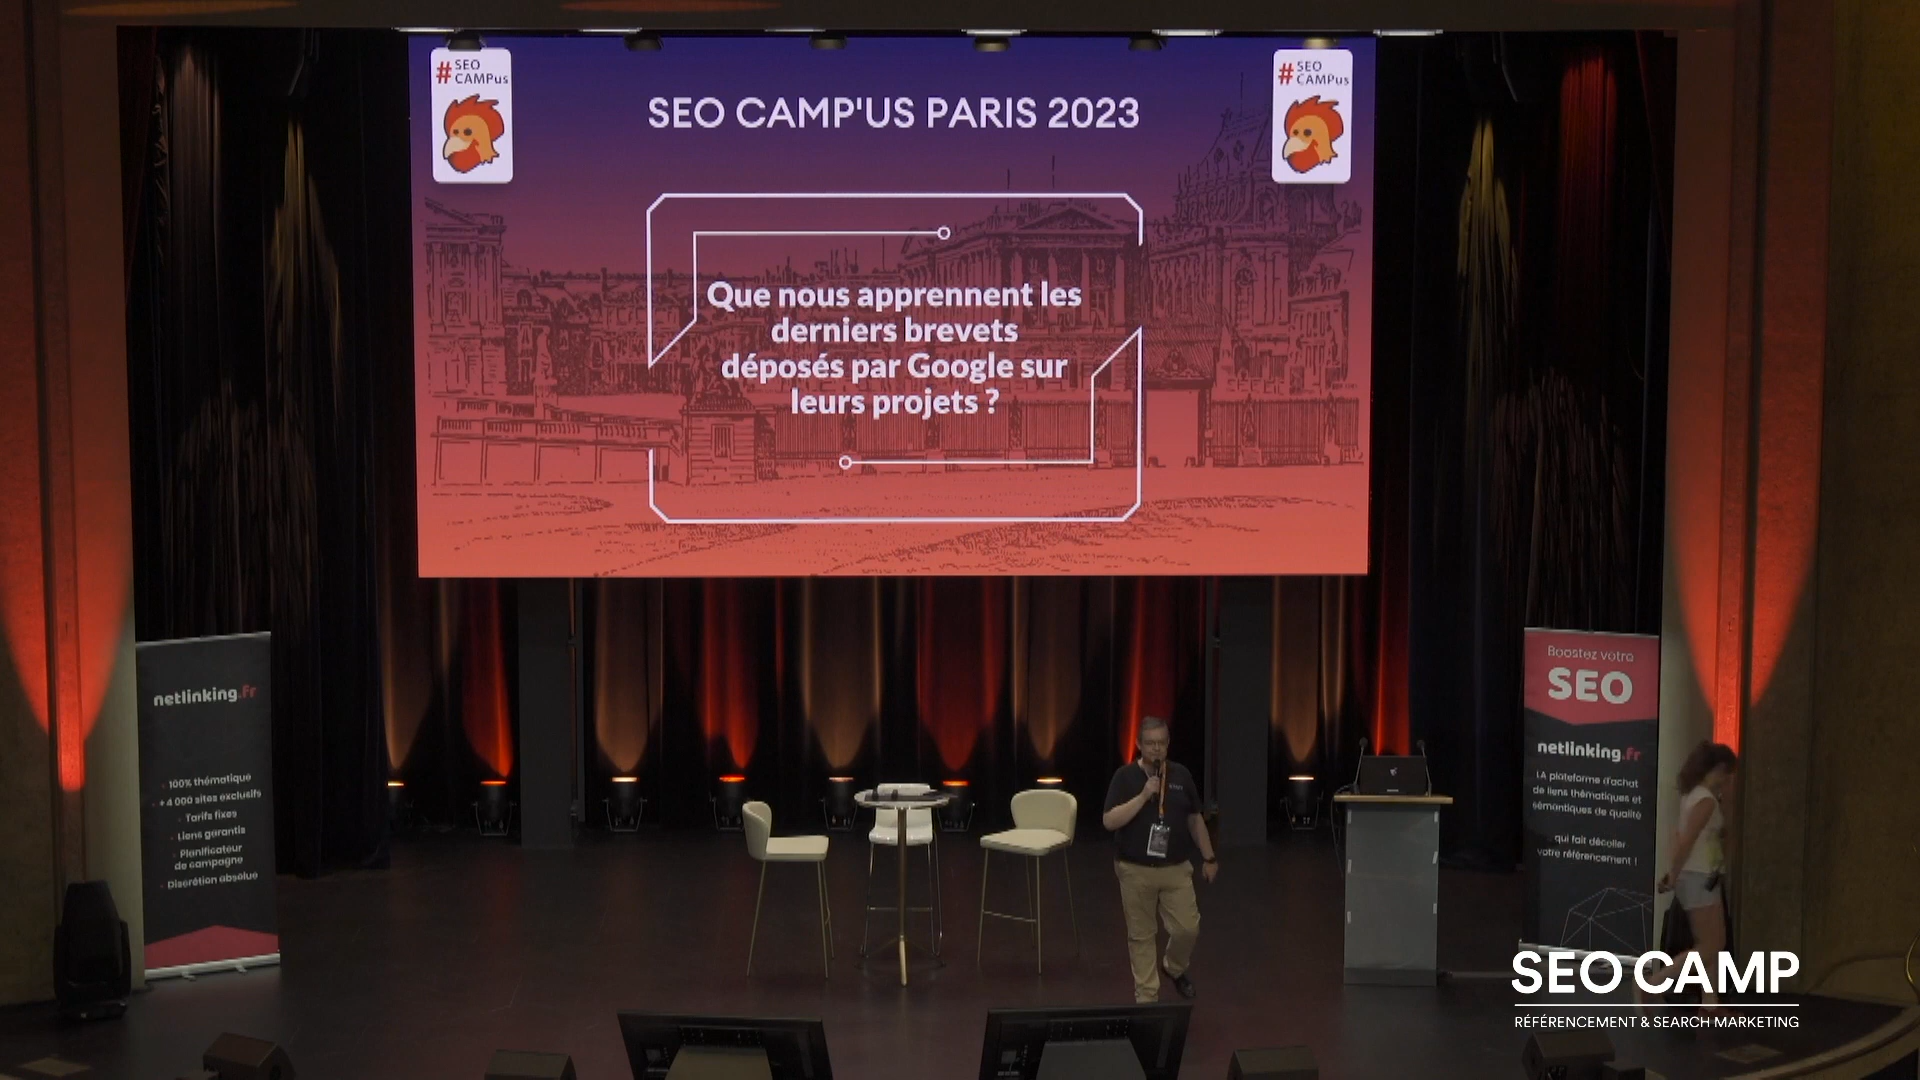 #SEO
CAMPus
SEO CAMP'US PARIS 2023
#SEO
CAMPus
Que nous apprennent les
derniers brevets
déposés par Google sur
leurs projets ?
netlinking.fr
100% thématique
+4 000 sites exclusifs
Tarifs fixes
Liens garantis
Planificateur
de campagne
Discrétion absolue
Boostez votre
SEO
netlinking.fr
LA plateforme d'achat
de liens thématiques et
sémantiques de qualité
qui fait décoller
votre référencement !
SEO CAMP
RÉFÉRENCEMENT & SEARCH MARKETING